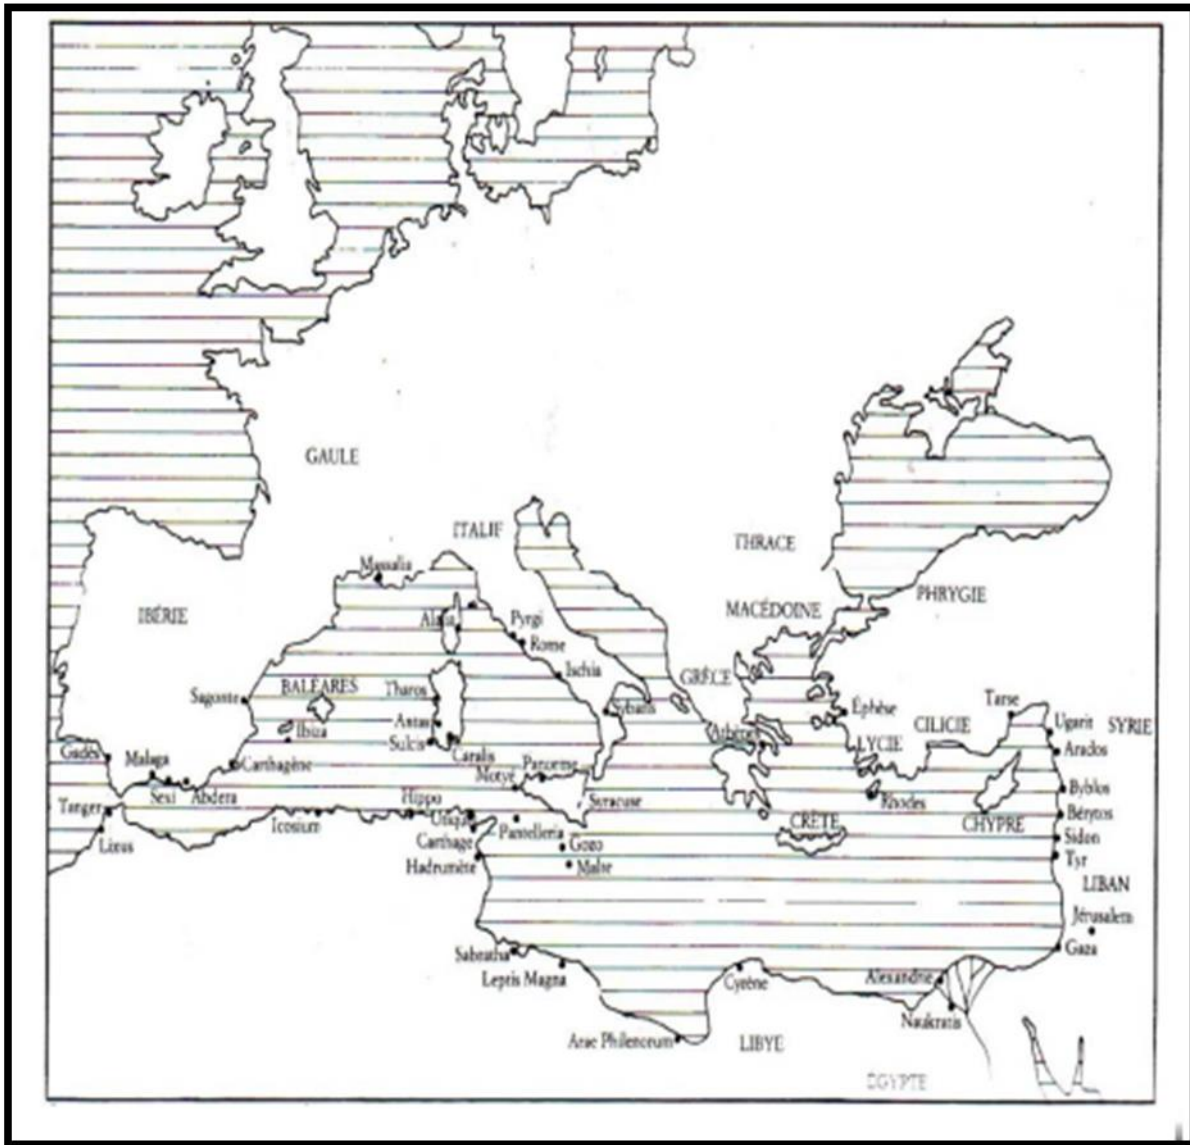 GAULE
ITALIF
THRACE
PHRYGIE
MACÉDOINE
IBÉRIE
Massalia
Alalia
Pyrgi
Rome
Ischia
GRÈCE
BALÉARES
Sagonte
Tharos
Sybaris
Éphèse
Tarse
CILICIE
Ugarit
SYRIE
Ibiza
Antas
Sulcis
Caralis
Athènes
LYCIE
Arados
Gadès
Malaga
Carthagène
Motyé
Panorme
Byblos
Sexi
Abdera
Hippo
Syracuse
Rhodes
Tanger
Icosium
Utique
Pantelleria
CRÈTE
CHYPRE
Bérytos
Lixus
Carthage
Gozo
Sidon
Hadrumète
Malte
Tyr
LIBAN
Jérusalem
Sabratha
Gaza
Leptis Magna
Cyrène
Alexandrie
Naukratis
Arae Philenorum
LIBYE
ÉGYPTE